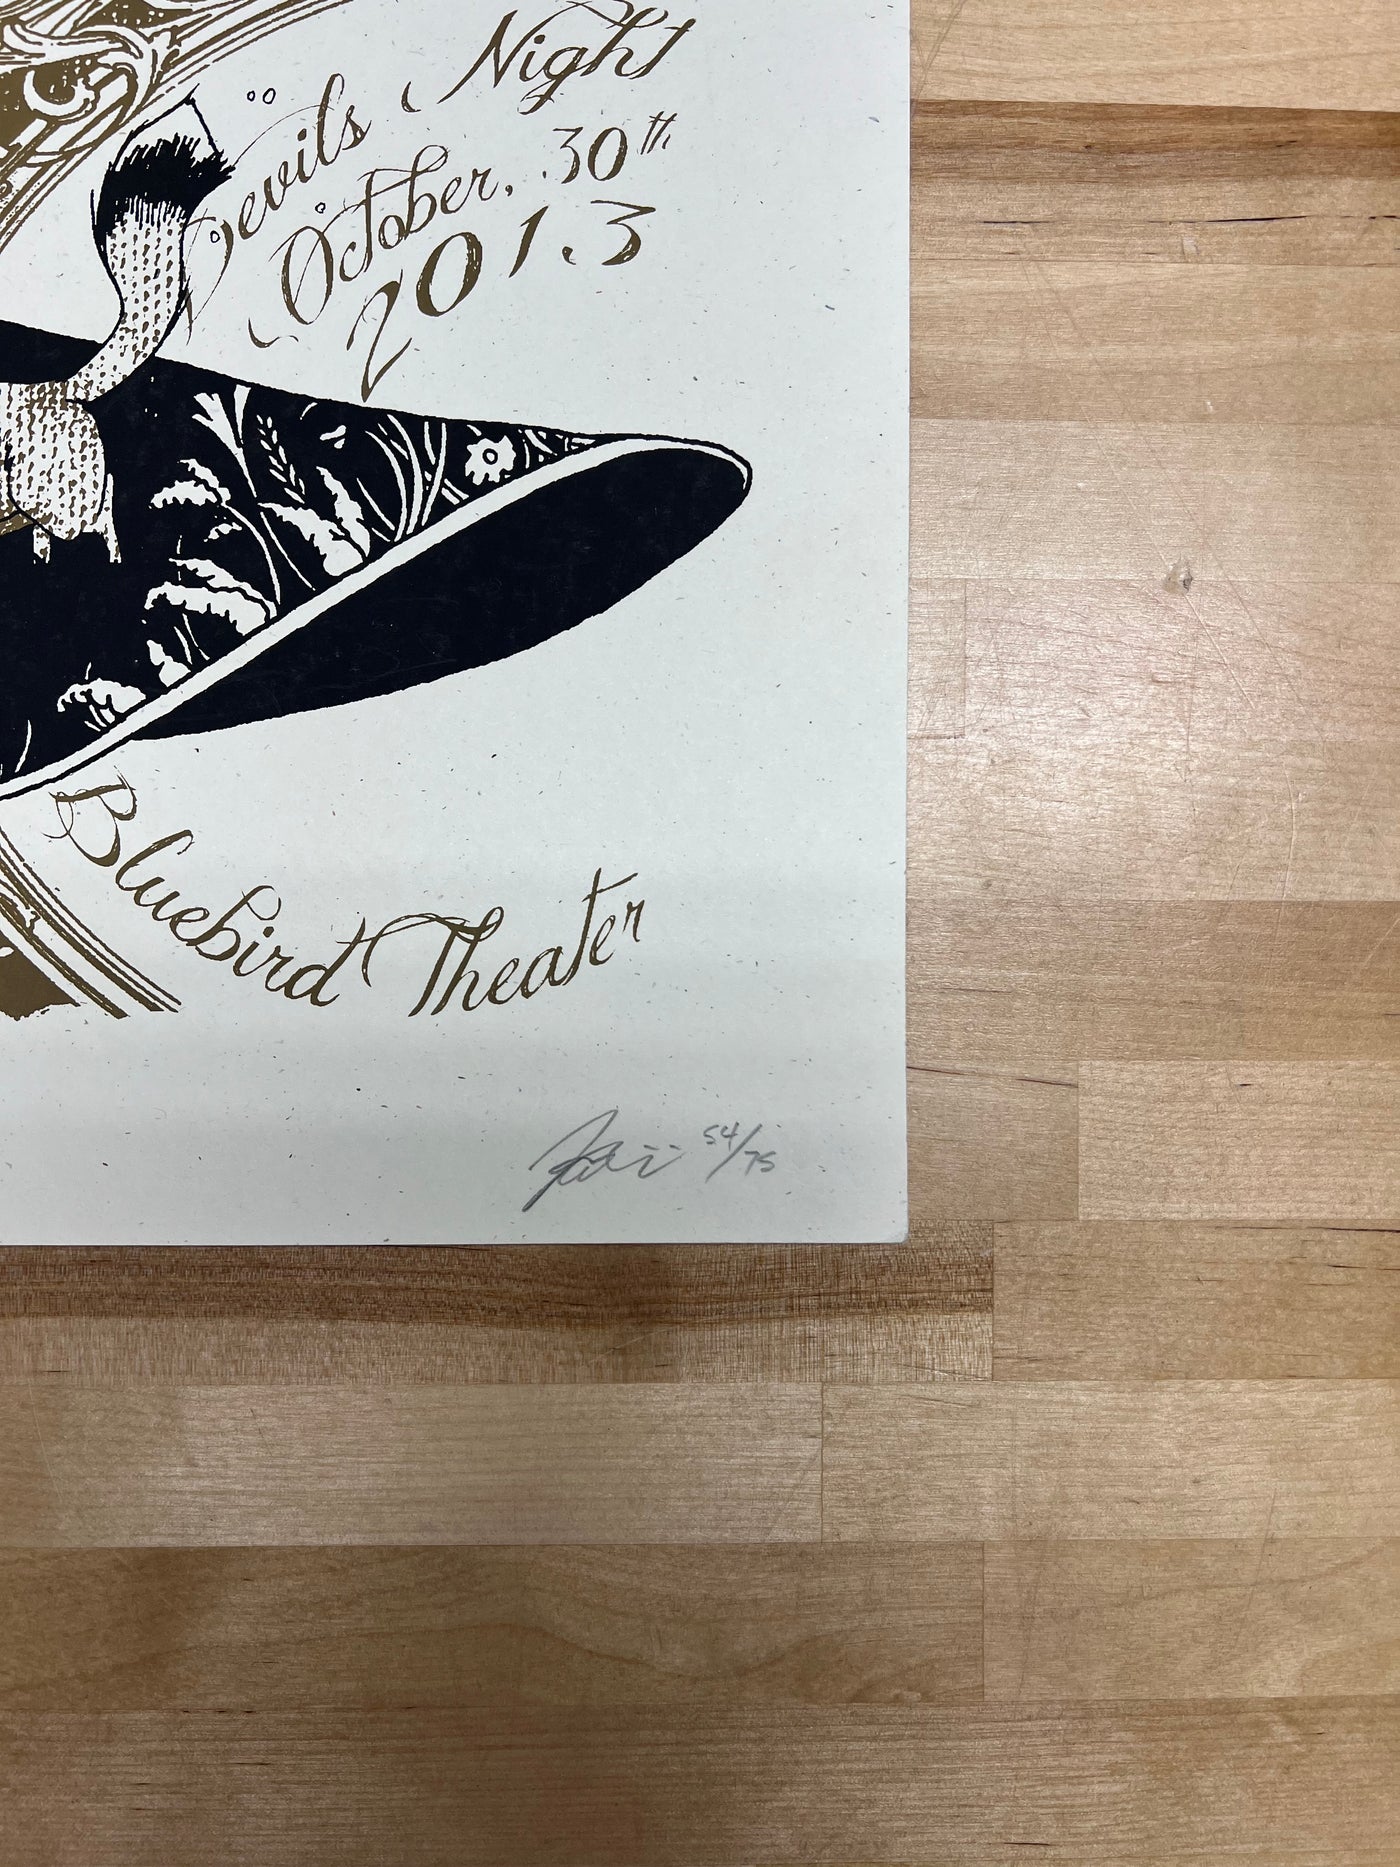 Devils Night
October, 30th
2013
Bluebird Theater
54/75